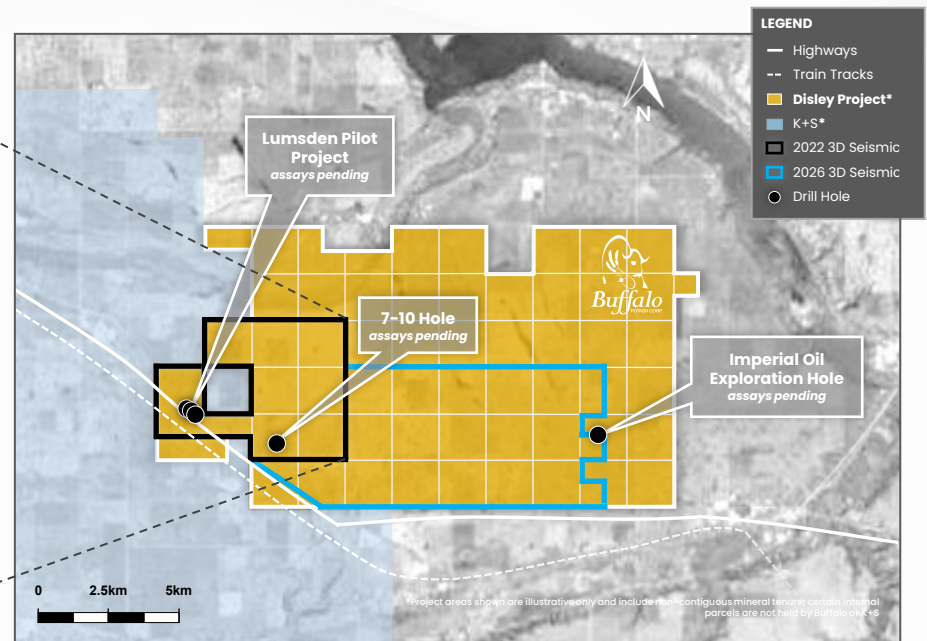 LEGEND
Highways
Train Tracks
Disley Project*
K+S*
2022 3D Seismic
2026 3D Seismic
Drill Hole
N
Lumsden Pilot
Project
assays pending
Buffalo
POTASH CORP
7-10 Hole
assays pending
Imperial Oil
Exploration Hole
assays pending
0 2.5km 5km
*Project areas shown are illustrative only and include non-contiguous mineral tenure; certain internal
parcels are not held by Buffalo or K+S